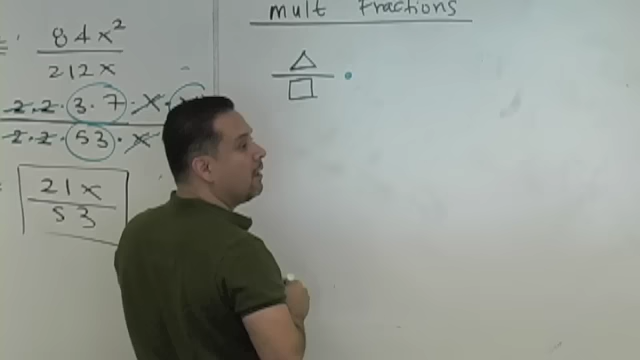 84x²
212x
2·2·3·7·x·
2·2·53·x
21x
53
mult Fractions
△
□ ·